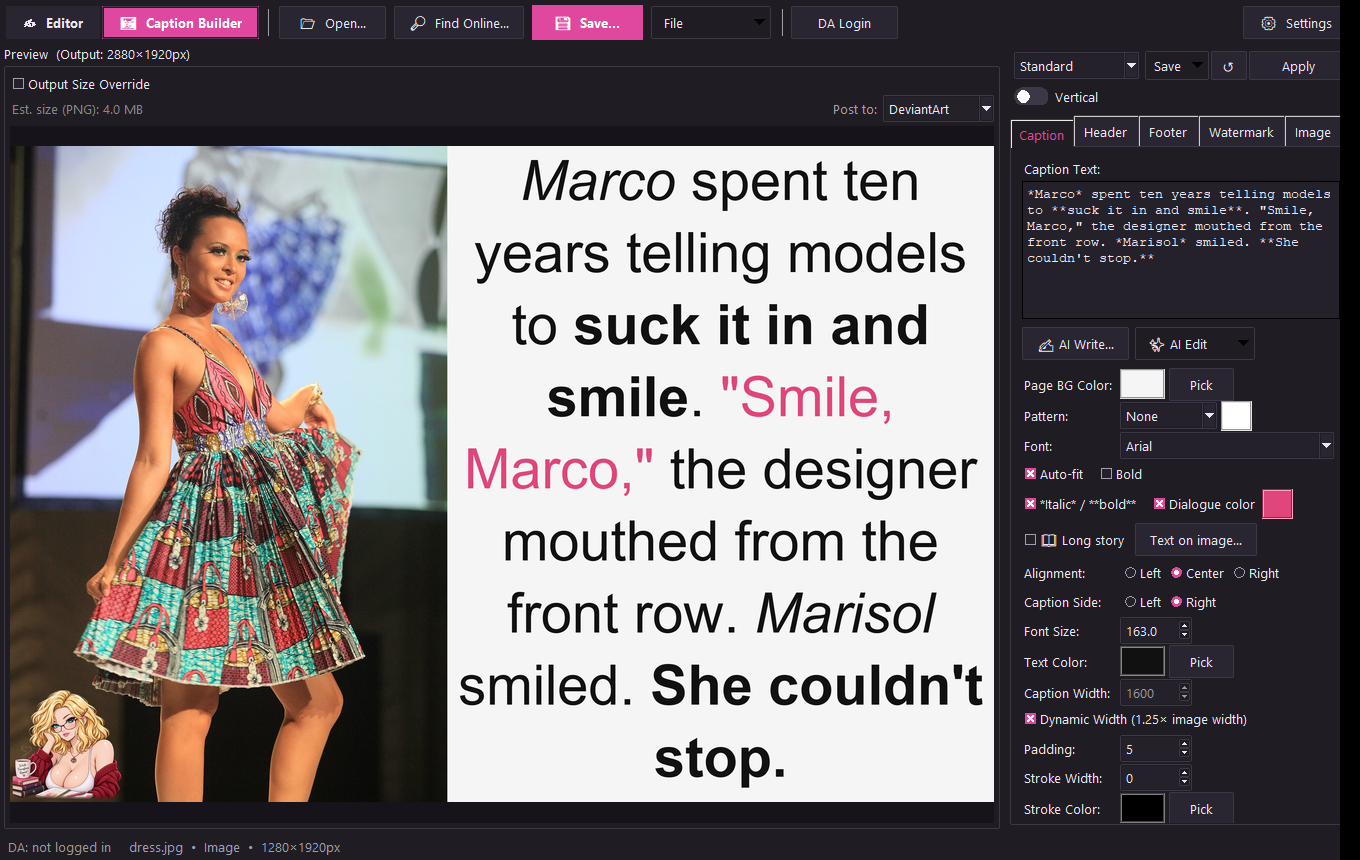 Editor
Caption Builder
Open...
Find Online...
Save...
File
DA Login
Settings
Preview (Output: 2880×1920px)
Output Size Override
Est. size (PNG): 4.0 MB
Post to:
DeviantArt
Marco spent ten
years telling models
to suck it in and
smile. "Smile,
Marco," the designer
mouthed from the
front row. Marisol
smiled. She couldn't
stop.
Standard
Save
↺
Apply
Vertical
Caption
Header
Footer
Watermark
Image
Caption Text:
*Marco* spent ten years telling models
to **suck it in and smile**. "Smile,
Marco," the designer mouthed from the
front row. *Marisol* smiled. **She
couldn't stop.**
AI Write...
AI Edit
Page BG Color:
Pick
Pattern:
None
Font:
Arial
Auto-fit
Bold
*Italic* / **bold**
Dialogue color
Long story
Text on image...
Alignment:
Left
Center
Right
Caption Side:
Left
Right
Font Size:
163.0
Text Color:
Pick
Caption Width:
1600
Dynamic Width (1.25× image width)
Padding:
5
Stroke Width:
0
Stroke Color:
Pick
DA: not logged in
dress.jpg • Image • 1280×1920px